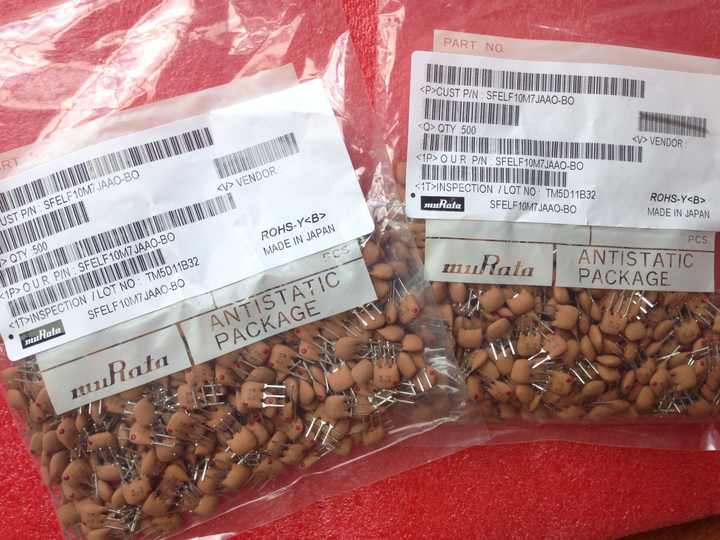 PART
CUST P/N : SFELF10M7JAAO-BO
<V> VENDOR
QTY 500
<1P> O U R P/N : SFELF10M7JAAO-BO
<1T>INSPECTION / LOT NO : TM5D11B32
SFELF10M7JAAO-BO
ROHS-Y<B>
MADE IN JAPAN
muRata
PCS
muRata
ANTISTATIC
PACKAGE
PART NO.
<P>CUST P/N : SFELF10M7JAAO-BO
<Q> QTY 500
<V> VENDOR :
<1P> O U R P/N : SFELF10M7JAAO-BO
<1T>INSPECTION / LOT NO : TM5D11B32
ROHS-Y<B>
muRata
SFELF10M7JAAO-BO
MADE IN JAPAN
PCS
muRata
ANTISTATIC
PACKAGE